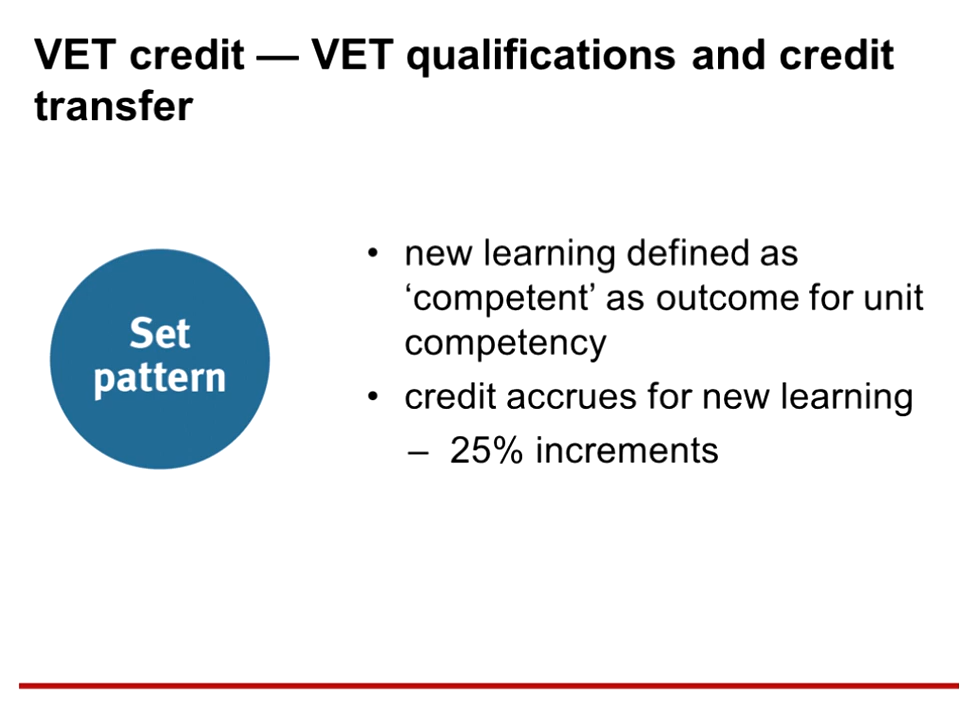 VET credit — VET qualifications and credit
transfer
Set
pattern
• new learning defined as
‘competent’ as outcome for unit
competency
• credit accrues for new learning
– 25% increments